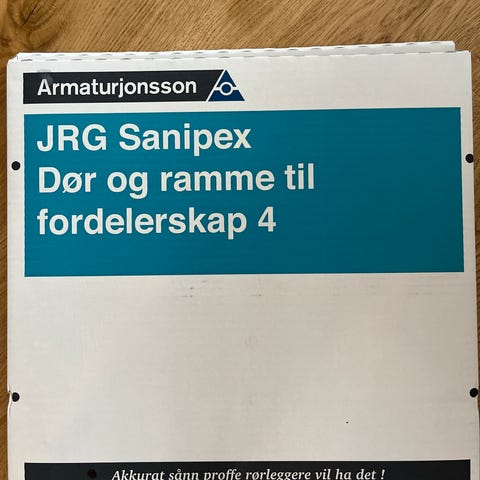 Armaturjonsson
JRG Sanipex
Dør og ramme til
fordelerskap 4
Akkurat sånn proffe rørleggere vil ha det !